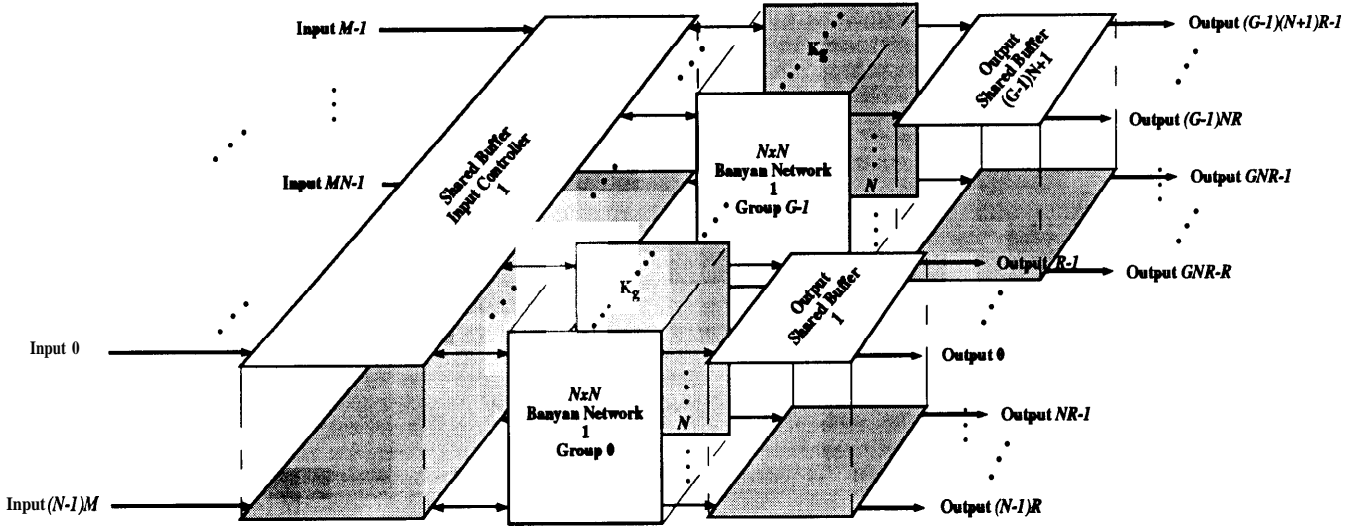 Input M-1
Output (G-1)(N+1)R-1
K_g
Output
Shared Buffer
(G-1)N+1
Output (G-1)NR
Shared Buffer
Input Controller
1
NxN
Banyan Network
1
Group G-1
N
Input MN-1
Output GNR-1
Output R-1
Output GNR-R
K_g
Output
Shared Buffer
1
Input 0
Output 0
NxN
Banyan Network
1
Group 0
N
Output NR-1
Input (N-1)M
Output (N-1)R